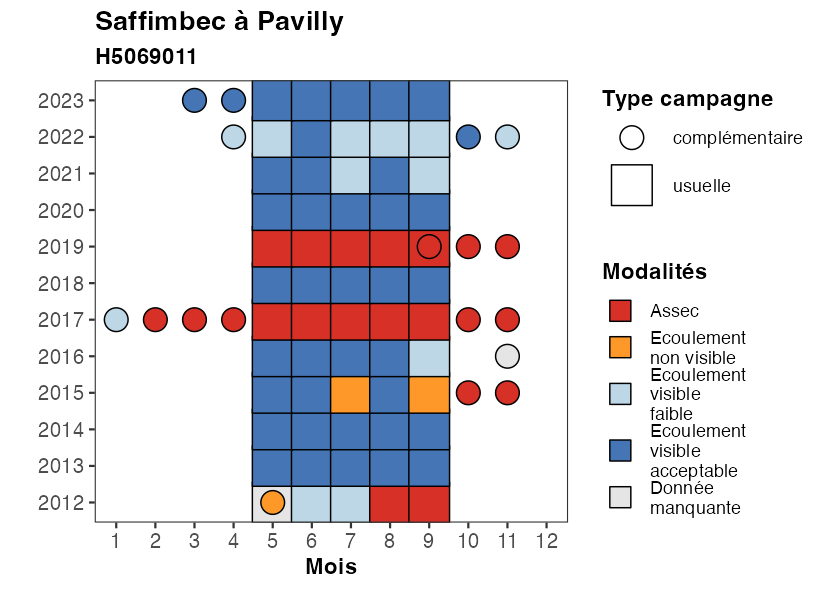 Saffimbec à Pavilly
H5069011
2023
2022
2021
2020
2019
2018
2017
2016
2015
2014
2013
2012
1 2 3 4 5 6 7 8 9 10 11 12
Mois
Type campagne
complémentaire
usuelle
Modalités
Assec
Ecoulement
non visible
Ecoulement
visible
faible
Ecoulement
visible
acceptable
Donnée
manquante